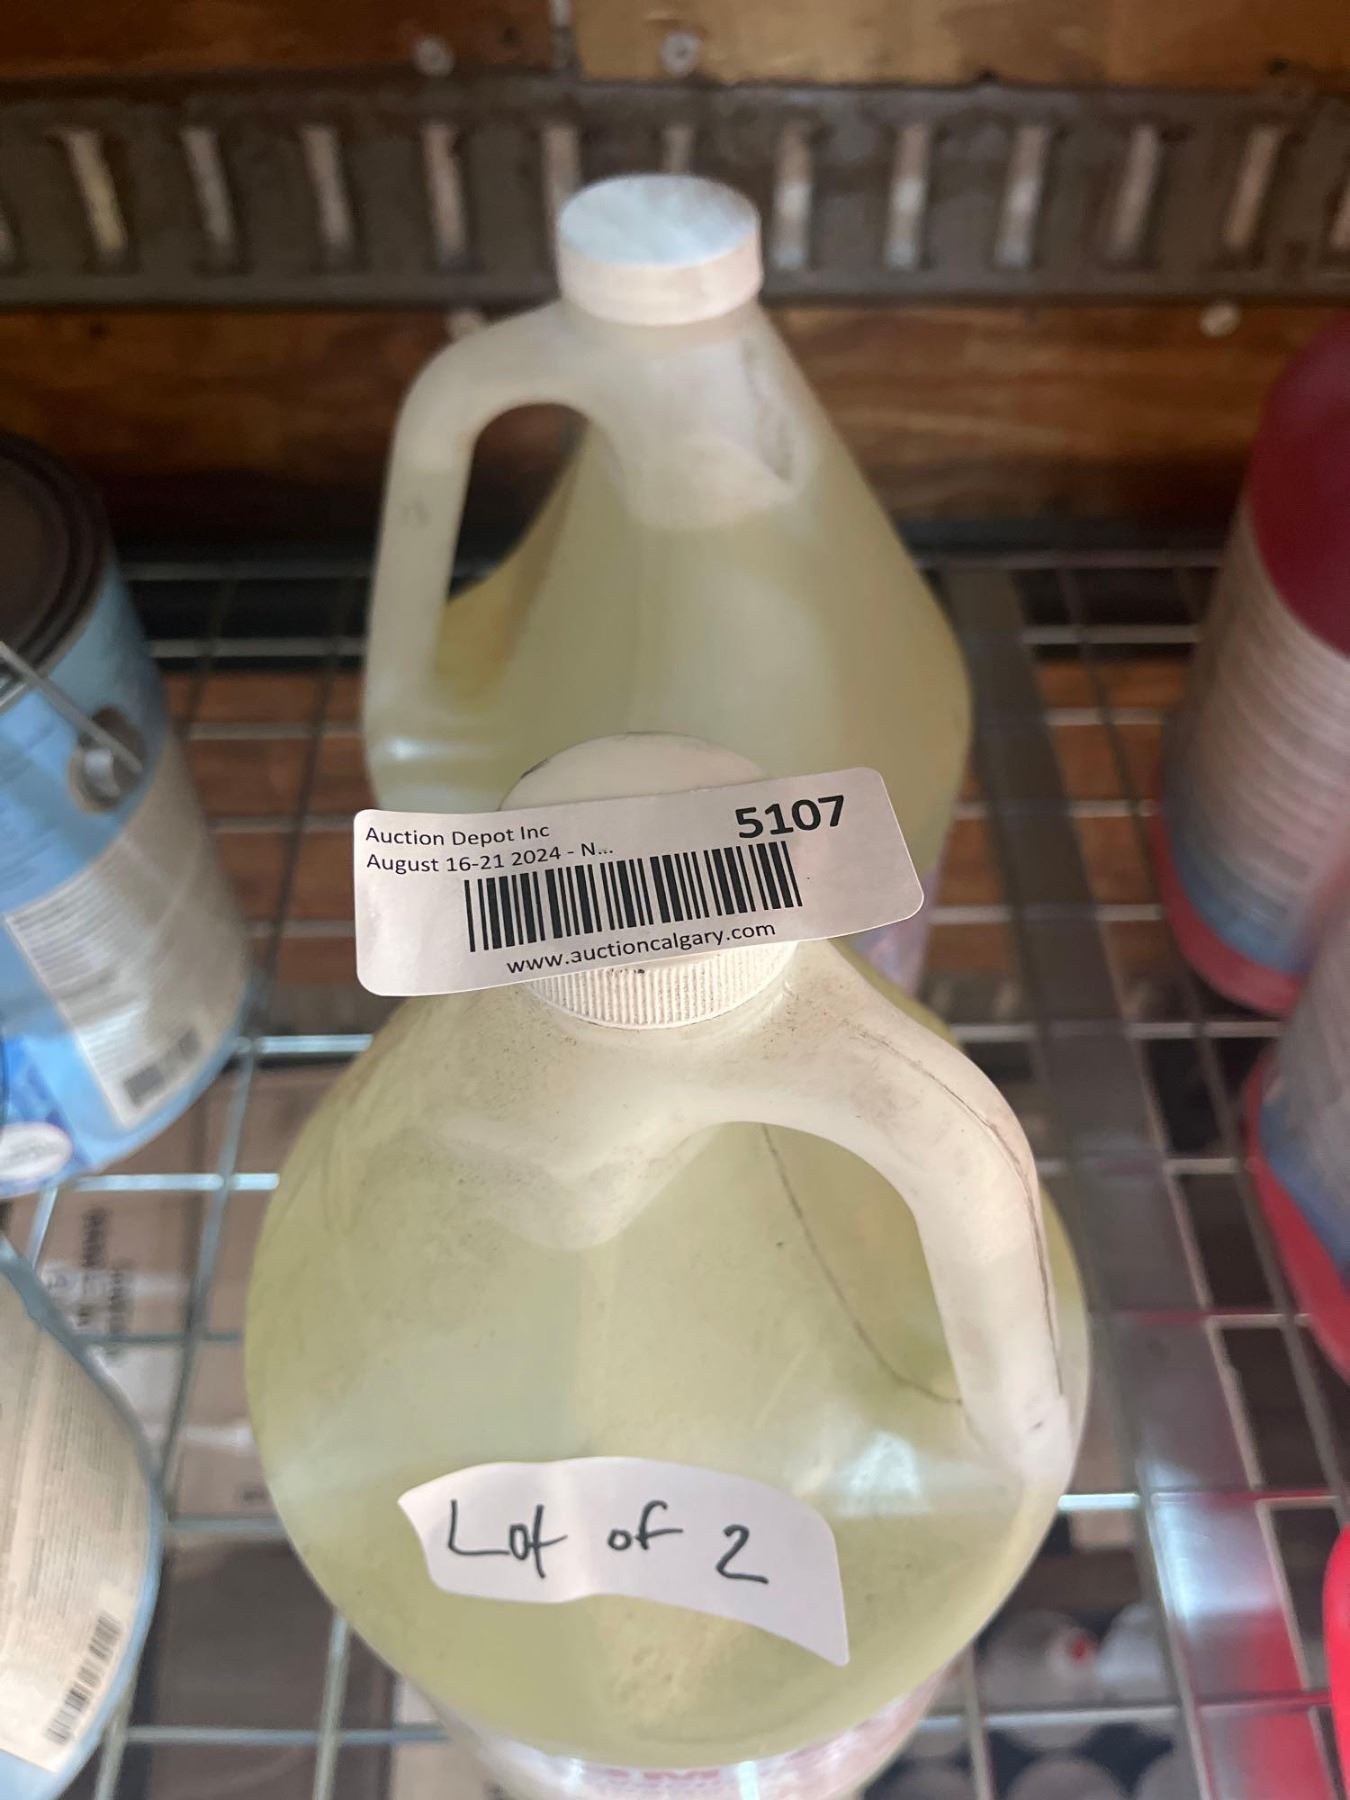 Auction Depot Inc
5107
August 16-21 2024 - N...
www.auctioncalgary.com
Lot of 2